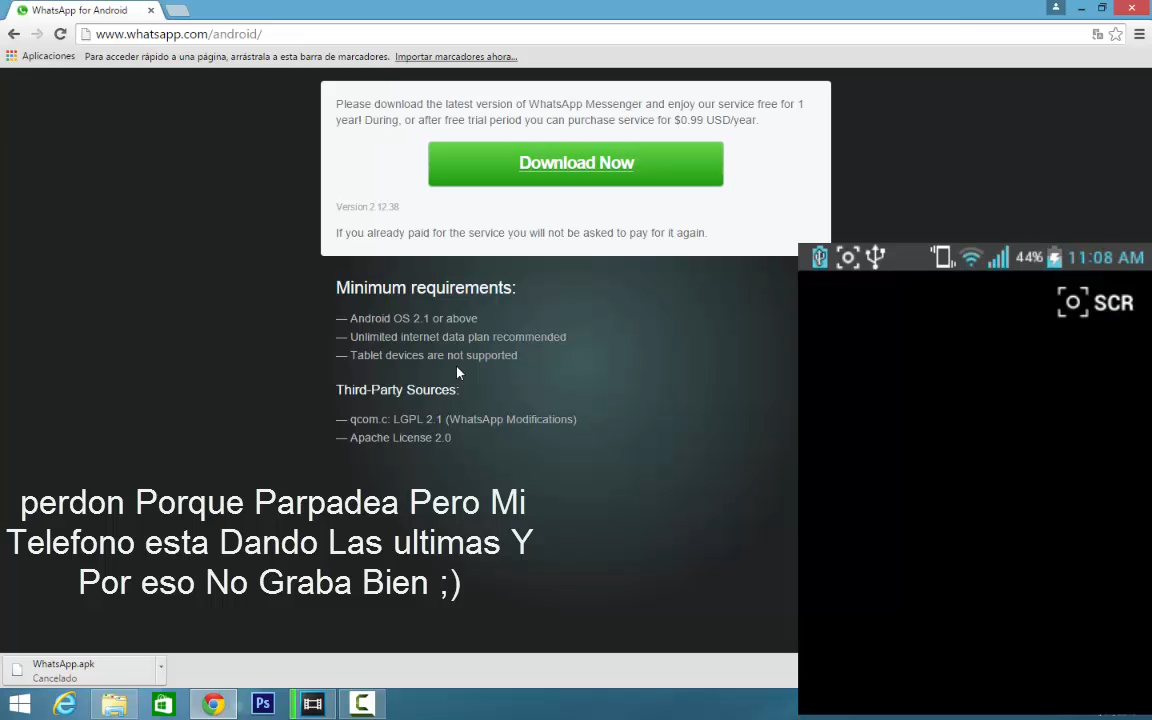 WhatsApp for Android
www.whatsapp.com/android/
Aplicaciones Para acceder rápido a una página, arrástrala a esta barra de marcadores. Importar marcadores ahora...
Please download the latest version of WhatsApp Messenger and enjoy our service free for 1
year! During, or after free trial period you can purchase service for $0.99 USD/year.
Download Now
Version 2.12.38
If you already paid for the service you will not be asked to pay for it again.
44% 11:08 AM
SCR
Minimum requirements:
— Android OS 2.1 or above
— Unlimited internet data plan recommended
— Tablet devices are not supported
Third-Party Sources:
— qcom.c: LGPL 2.1 (WhatsApp Modifications)
— Apache License 2.0
perdon Porque Parpadea Pero Mi
Telefono esta Dando Las ultimas Y
Por eso No Graba Bien ;)
WhatsApp.apk
Cancelado
Ps